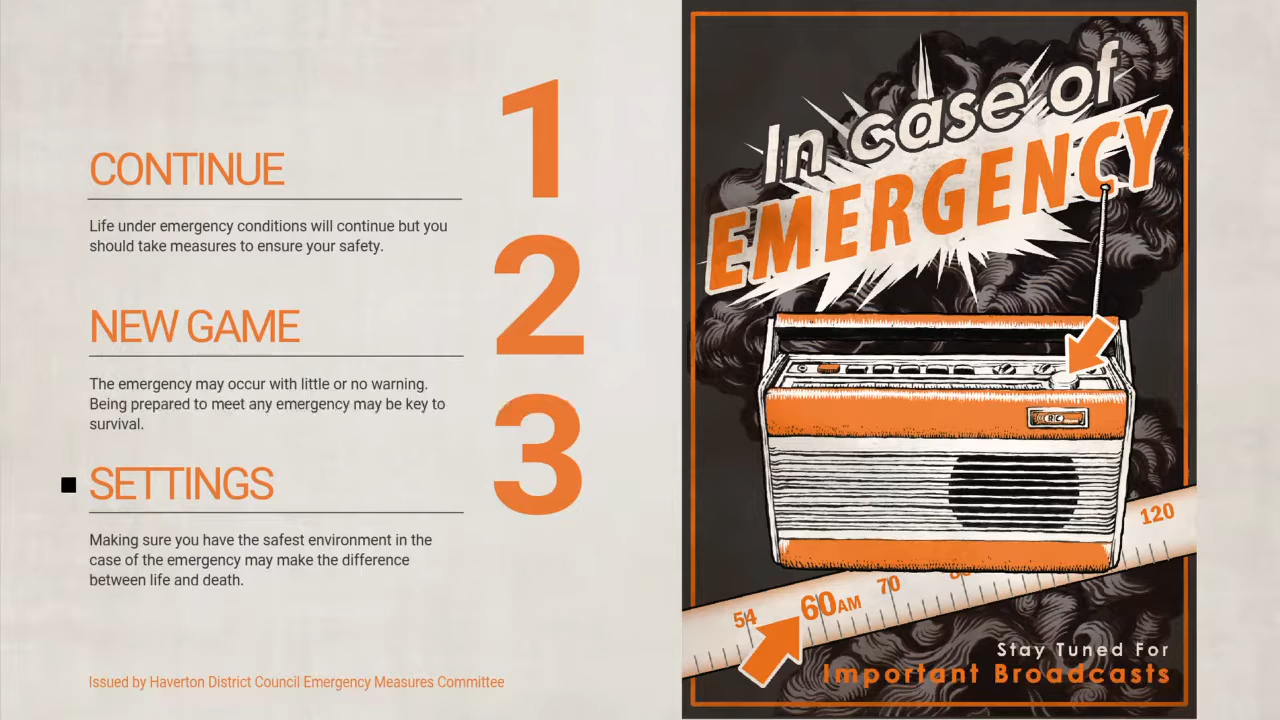 CONTINUE
Life under emergency conditions will continue but you
should take measures to ensure your safety.
1
NEW GAME
The emergency may occur with little or no warning.
Being prepared to meet any emergency may be key to
survival.
2
SETTINGS
Making sure you have the safest environment in the
case of the emergency may make the difference
between life and death.
3
Issued by Haverton District Council Emergency Measures Committee
In case of
EMERGENCY
54 60AM 70 120
Stay Tuned For
Important Broadcasts